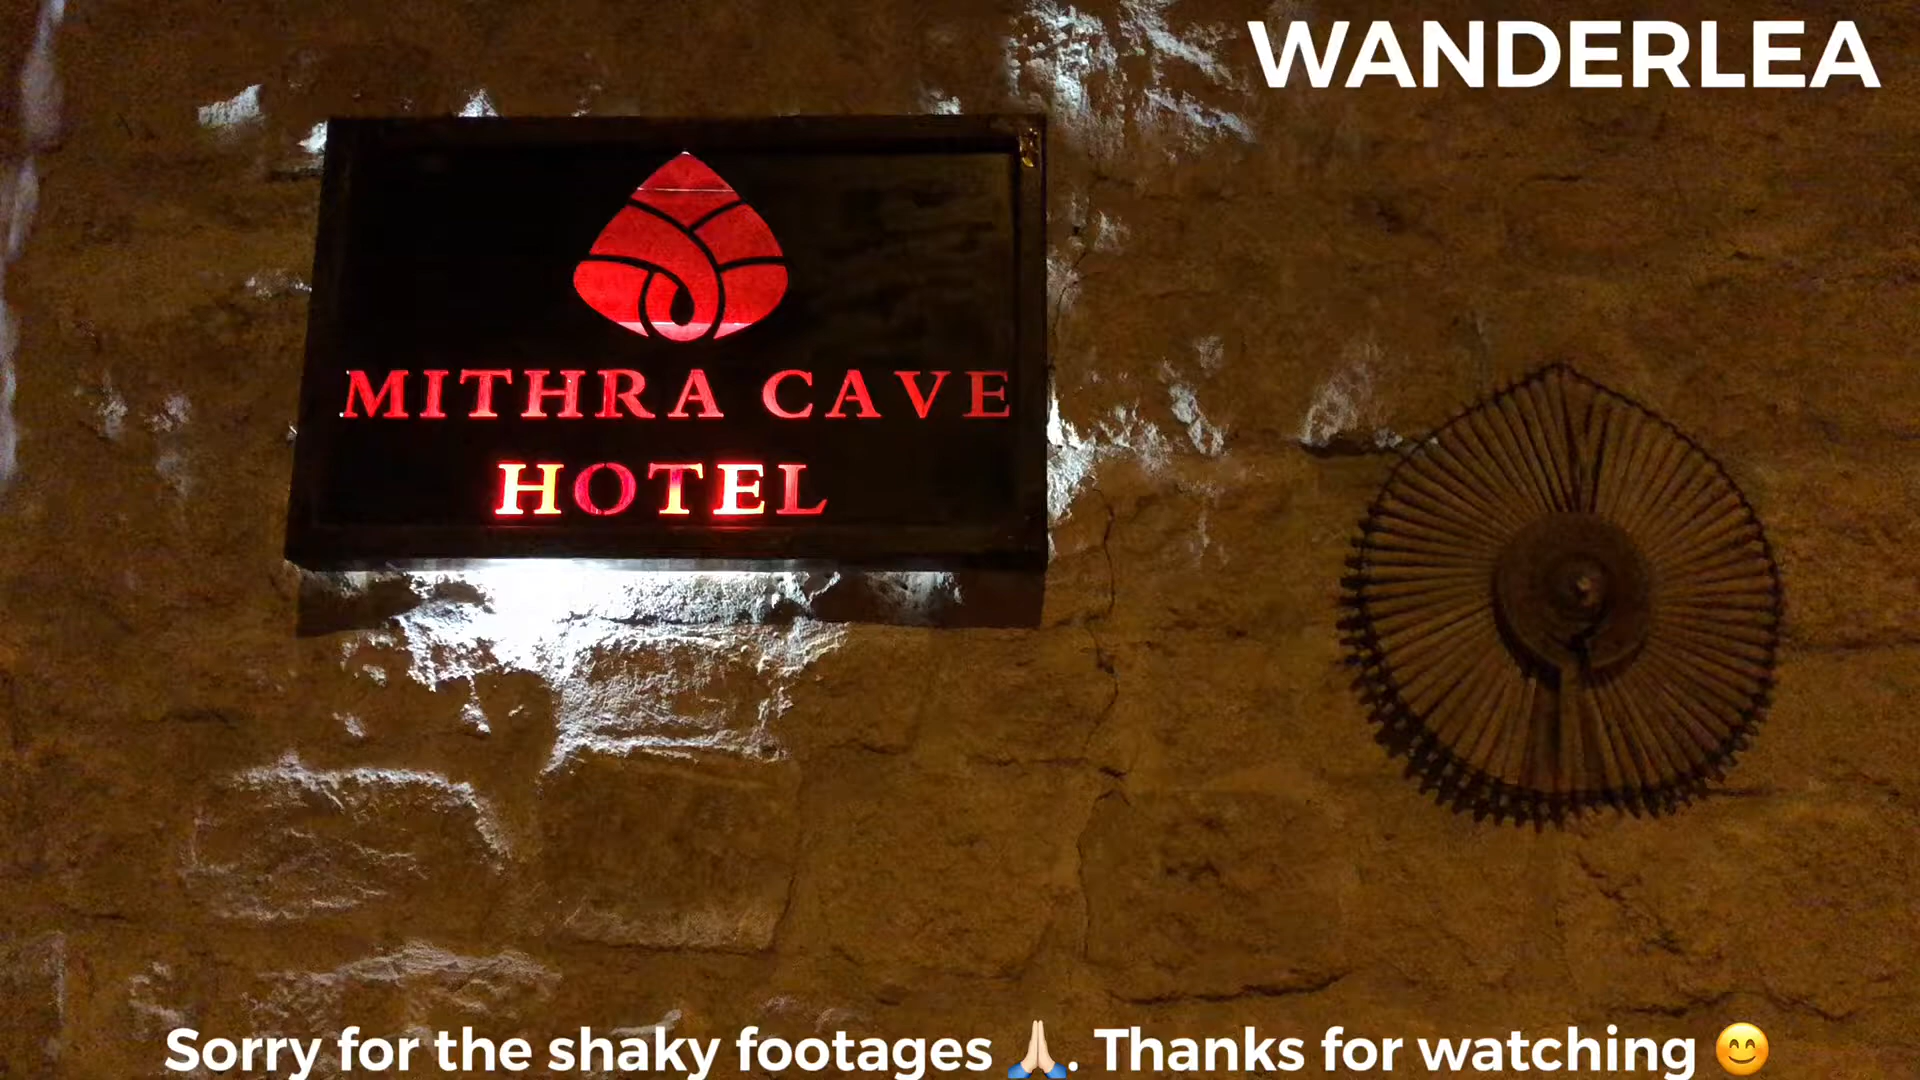 WANDERLEA
MITHRA CAVE
HOTEL
Sorry for the shaky footages 🙏🏻. Thanks for watching 😊